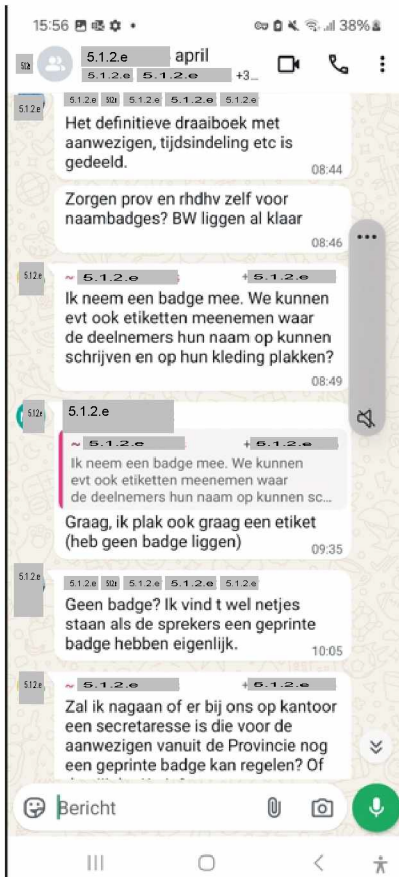 15:56 38%
5.1.2.e 5.1.2.e april
5.1.2.e 5.1.2.e +3...
5.1.2.e 5.1.2.e 5.1.2.e 5.1.2.e 5.1.2.e
Het definitieve draaiboek met
aanwezigen, tijdsindeling etc is
gedeeld.
08:44
Zorgen prov en rhdhv zelf voor
naambadges? BW liggen al klaar
08:46
5.1.2.e ~ 5.1.2.e + 5.1.2.e
Ik neem een badge mee. We kunnen
evt ook etiketten meenemen waar
de deelnemers hun naam op kunnen
schrijven en op hun kleding plakken?
08:49
5.1.2.e 5.1.2.e
~ 5.1.2.e + 5.1.2.e
Ik neem een badge mee. We kunnen
evt ook etiketten meenemen waar
de deelnemers hun naam op kunnen sc...
Graag, ik plak ook graag een etiket
(heb geen badge liggen)
09:35
5.1.2.e 5.1.2.e 5.1.2.e 5.1.2.e 5.1.2.e
Geen badge? Ik vind t wel netjes
staan als de sprekers een geprinte
badge hebben eigenlijk.
10:05
5.1.2.e ~ 5.1.2.e + 5.1.2.e
Zal ik nagaan of er bij ons op kantoor
een secretaresse is die voor de
aanwezigen vanuit de Provincie nog
een geprinte badge kan regelen? Of
Bericht